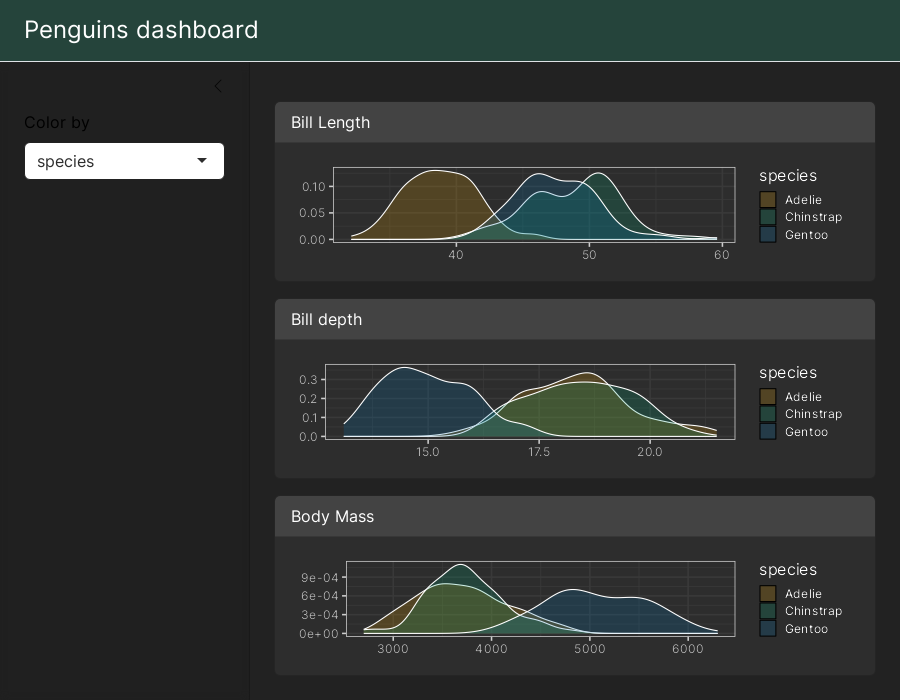 Penguins dashboard
Color by
species
Bill Length
0.10
0.05
0.00
40 50 60
species
Adelie
Chinstrap
Gentoo
Bill depth
0.3
0.2
0.1
0.0
15.0 17.5 20.0
species
Adelie
Chinstrap
Gentoo
Body Mass
9e-04
6e-04
3e-04
0e+00
3000 4000 5000 6000
species
Adelie
Chinstrap
Gentoo